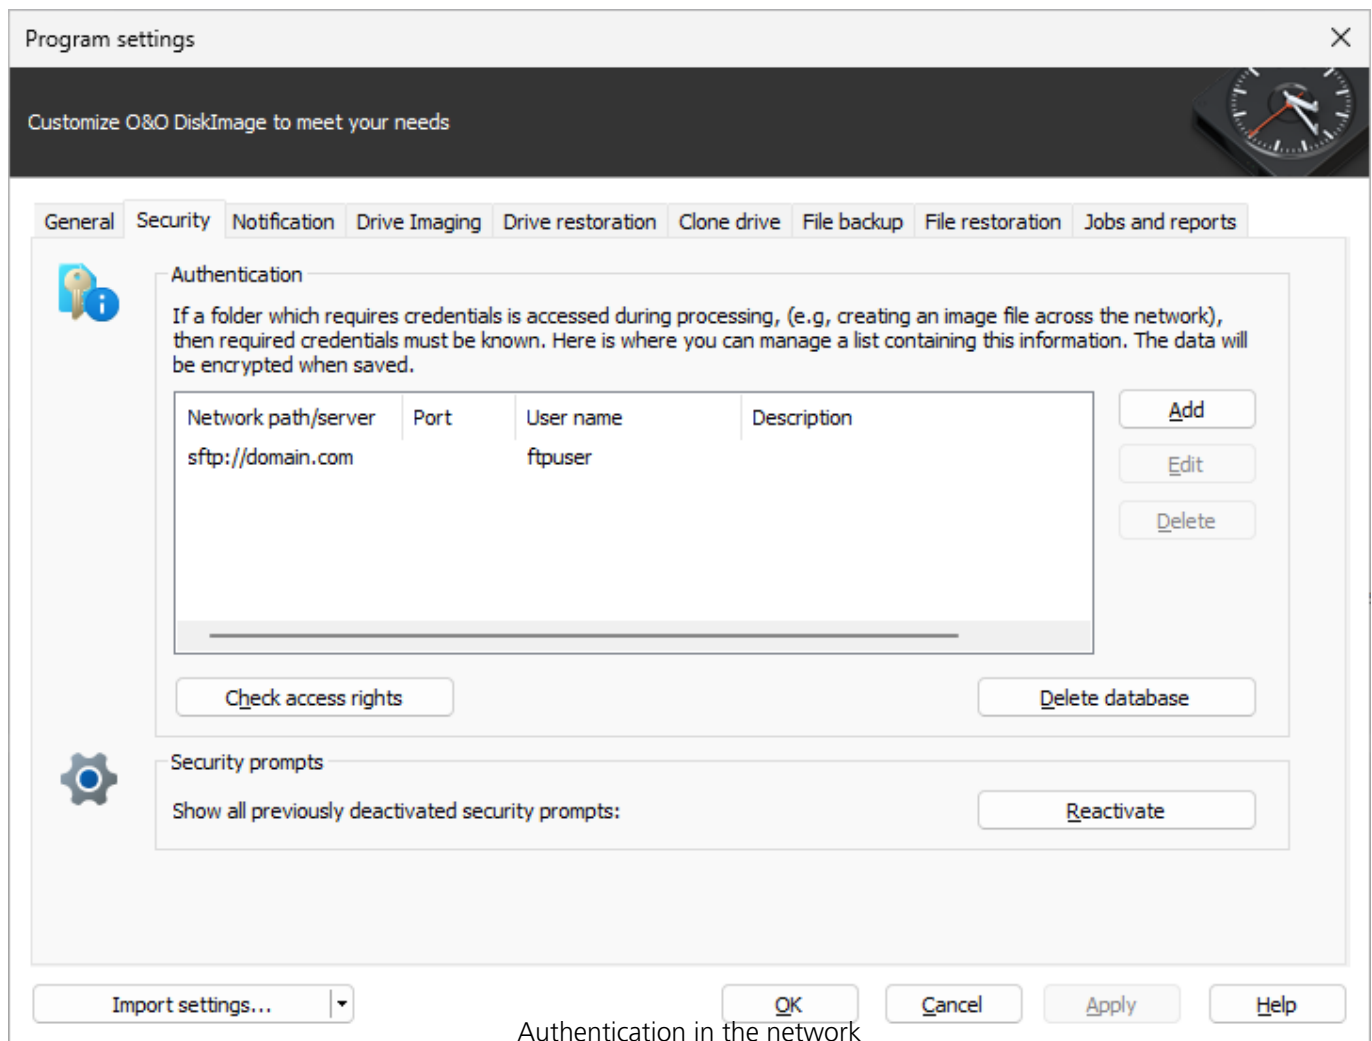 Program settings
Customize O&O DiskImage to meet your needs
General Security Notification Drive Imaging Drive restoration Clone drive File backup File restoration Jobs and reports
Authentication
If a folder which requires credentials is accessed during processing, (e.g, creating an image file across the network),
then required credentials must be known. Here is where you can manage a list containing this information. The data will
be encrypted when saved.
Network path/server Port User name Description
sftp://domain.com ftpuser
Add
Edit
Delete
Check access rights Delete database
Security prompts
Show all previously deactivated security prompts: Reactivate
Import settings... OK Cancel Apply Help
Authentication in the network